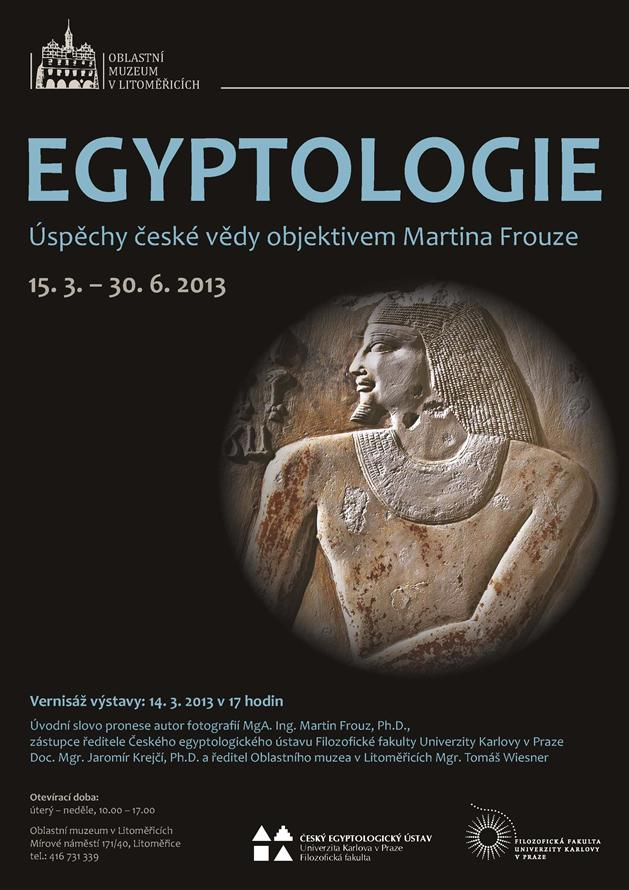 OBLASTNÍ
MUZEUM
V LITOMĚŘICÍCH
EGYPTOLOGIE
Úspěchy české vědy objektivem Martina Frouze
15. 3. – 30. 6. 2013
Vernisáž výstavy: 14. 3. 2013 v 17 hodin
Úvodní slovo pronese autor fotografií MgA. Ing. Martin Frouz, Ph.D.,
zástupce ředitele Českého egyptologického ústavu Filozofické fakulty Univerzity Karlovy v Praze
Doc. Mgr. Jaromír Krejčí, Ph.D. a ředitel Oblastního muzea v Litoměřicích Mgr. Tomáš Wiesner
Otevírací doba:
úterý – neděle, 10.00 – 17.00
Oblastní muzeum v Litoměřicích
Mírové náměstí 171/40, Litoměřice
tel.: 416 731 339
ČESKÝ EGYPTOLOGICKÝ ÚSTAV
Univerzita Karlova v Praze
Filozofická fakulta
FILOZOFICKÁ FAKULTA
UNIVERZITY KARLOVY
V PRAZE